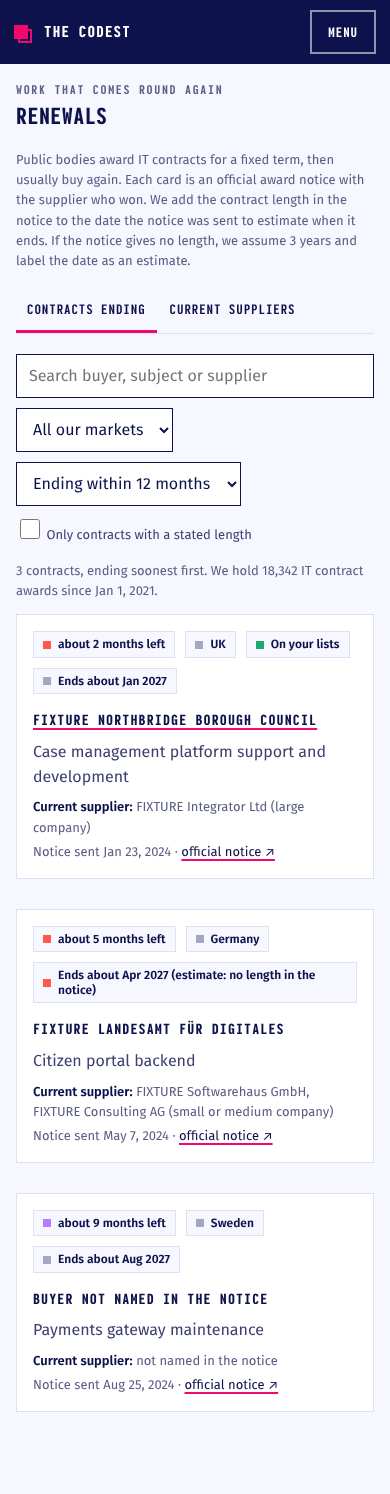 THE CODEST
MENU
WORK THAT COMES ROUND AGAIN
RENEWALS
Public bodies award IT contracts for a fixed term, then
usually buy again. Each card is an official award notice with
the supplier who won. We add the contract length in the
notice to the date the notice was sent to estimate when it
ends. If the notice gives no length, we assume 3 years and
label the date as an estimate.
CONTRACTS ENDING
CURRENT SUPPLIERS
Search buyer, subject or supplier
All our markets
Ending within 12 months
Only contracts with a stated length
3 contracts, ending soonest first. We hold 18,342 IT contract
awards since Jan 1, 2021.
about 2 months left
UK
On your lists
Ends about Jan 2027
FIXTURE NORTHBRIDGE BOROUGH COUNCIL
Case management platform support and
development
Current supplier: FIXTURE Integrator Ltd (large
company)
Notice sent Jan 23, 2024 · official notice ↗
about 5 months left
Germany
Ends about Apr 2027 (estimate: no length in the
notice)
FIXTURE LANDESAMT FÜR DIGITALES
Citizen portal backend
Current supplier: FIXTURE Softwarehaus GmbH,
FIXTURE Consulting AG (small or medium company)
Notice sent May 7, 2024 · official notice ↗
about 9 months left
Sweden
Ends about Aug 2027
BUYER NOT NAMED IN THE NOTICE
Payments gateway maintenance
Current supplier: not named in the notice
Notice sent Aug 25, 2024 · official notice ↗